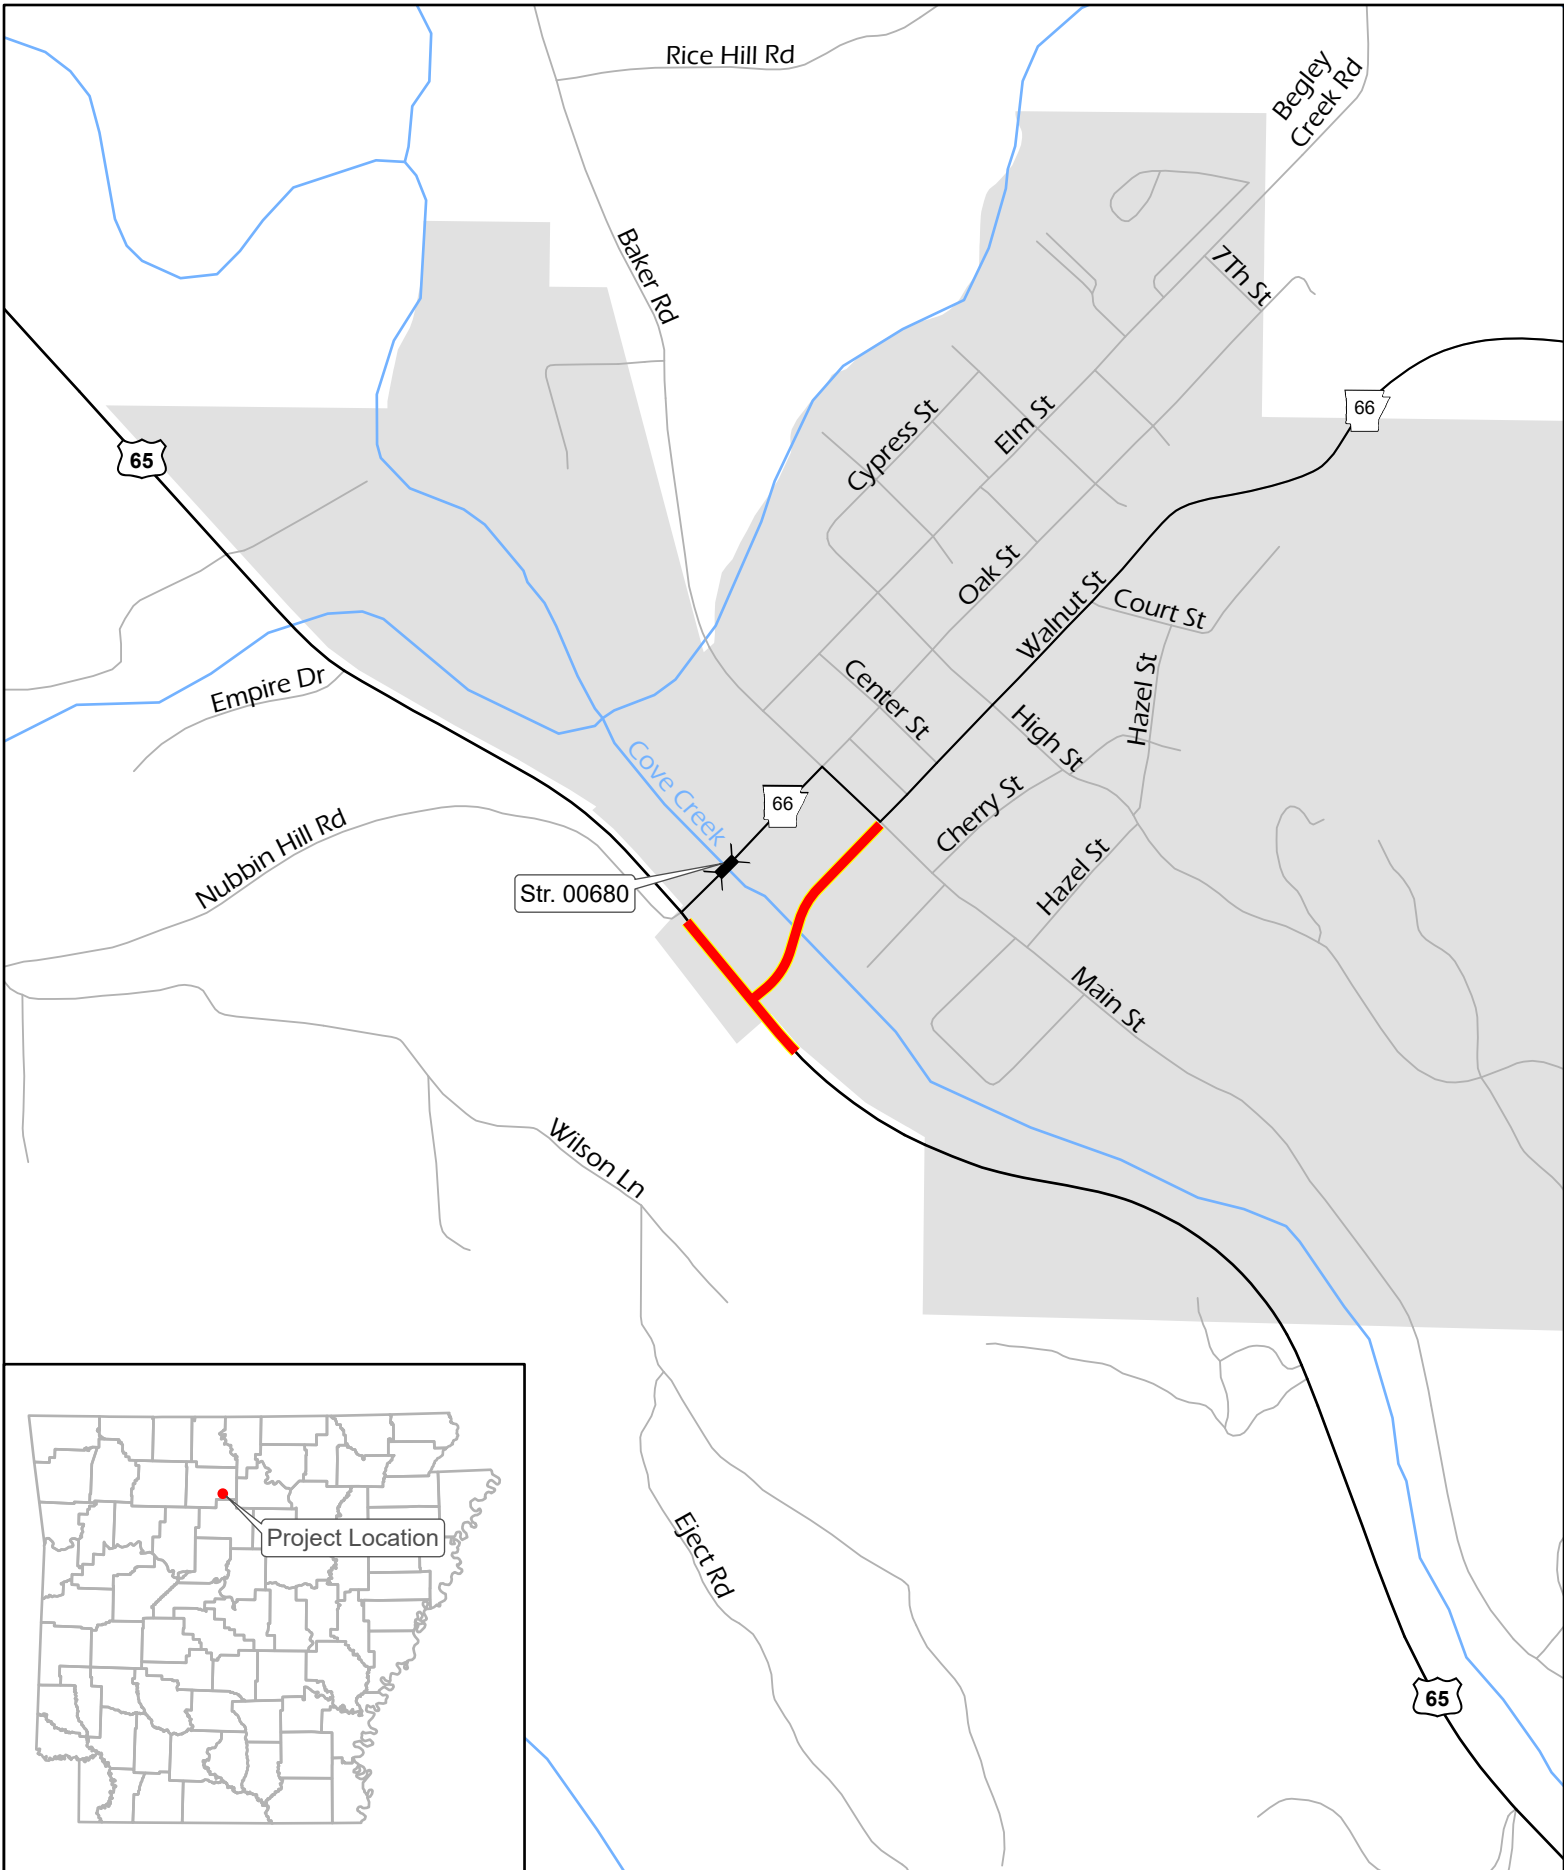 Rice Hill Rd
Begley
Creek Rd
Baker Rd
7Th St
66
Cypress St
Elm St
65
Oak St
Walnut St
Court St
Empire Dr
Center St
Hazel St
High St
Cove Creek
66
Cherry St
Nubbin Hill Rd
Str. 00680
Hazel St
Main St
Wilson Ln
Project Location
Eject Rd
65